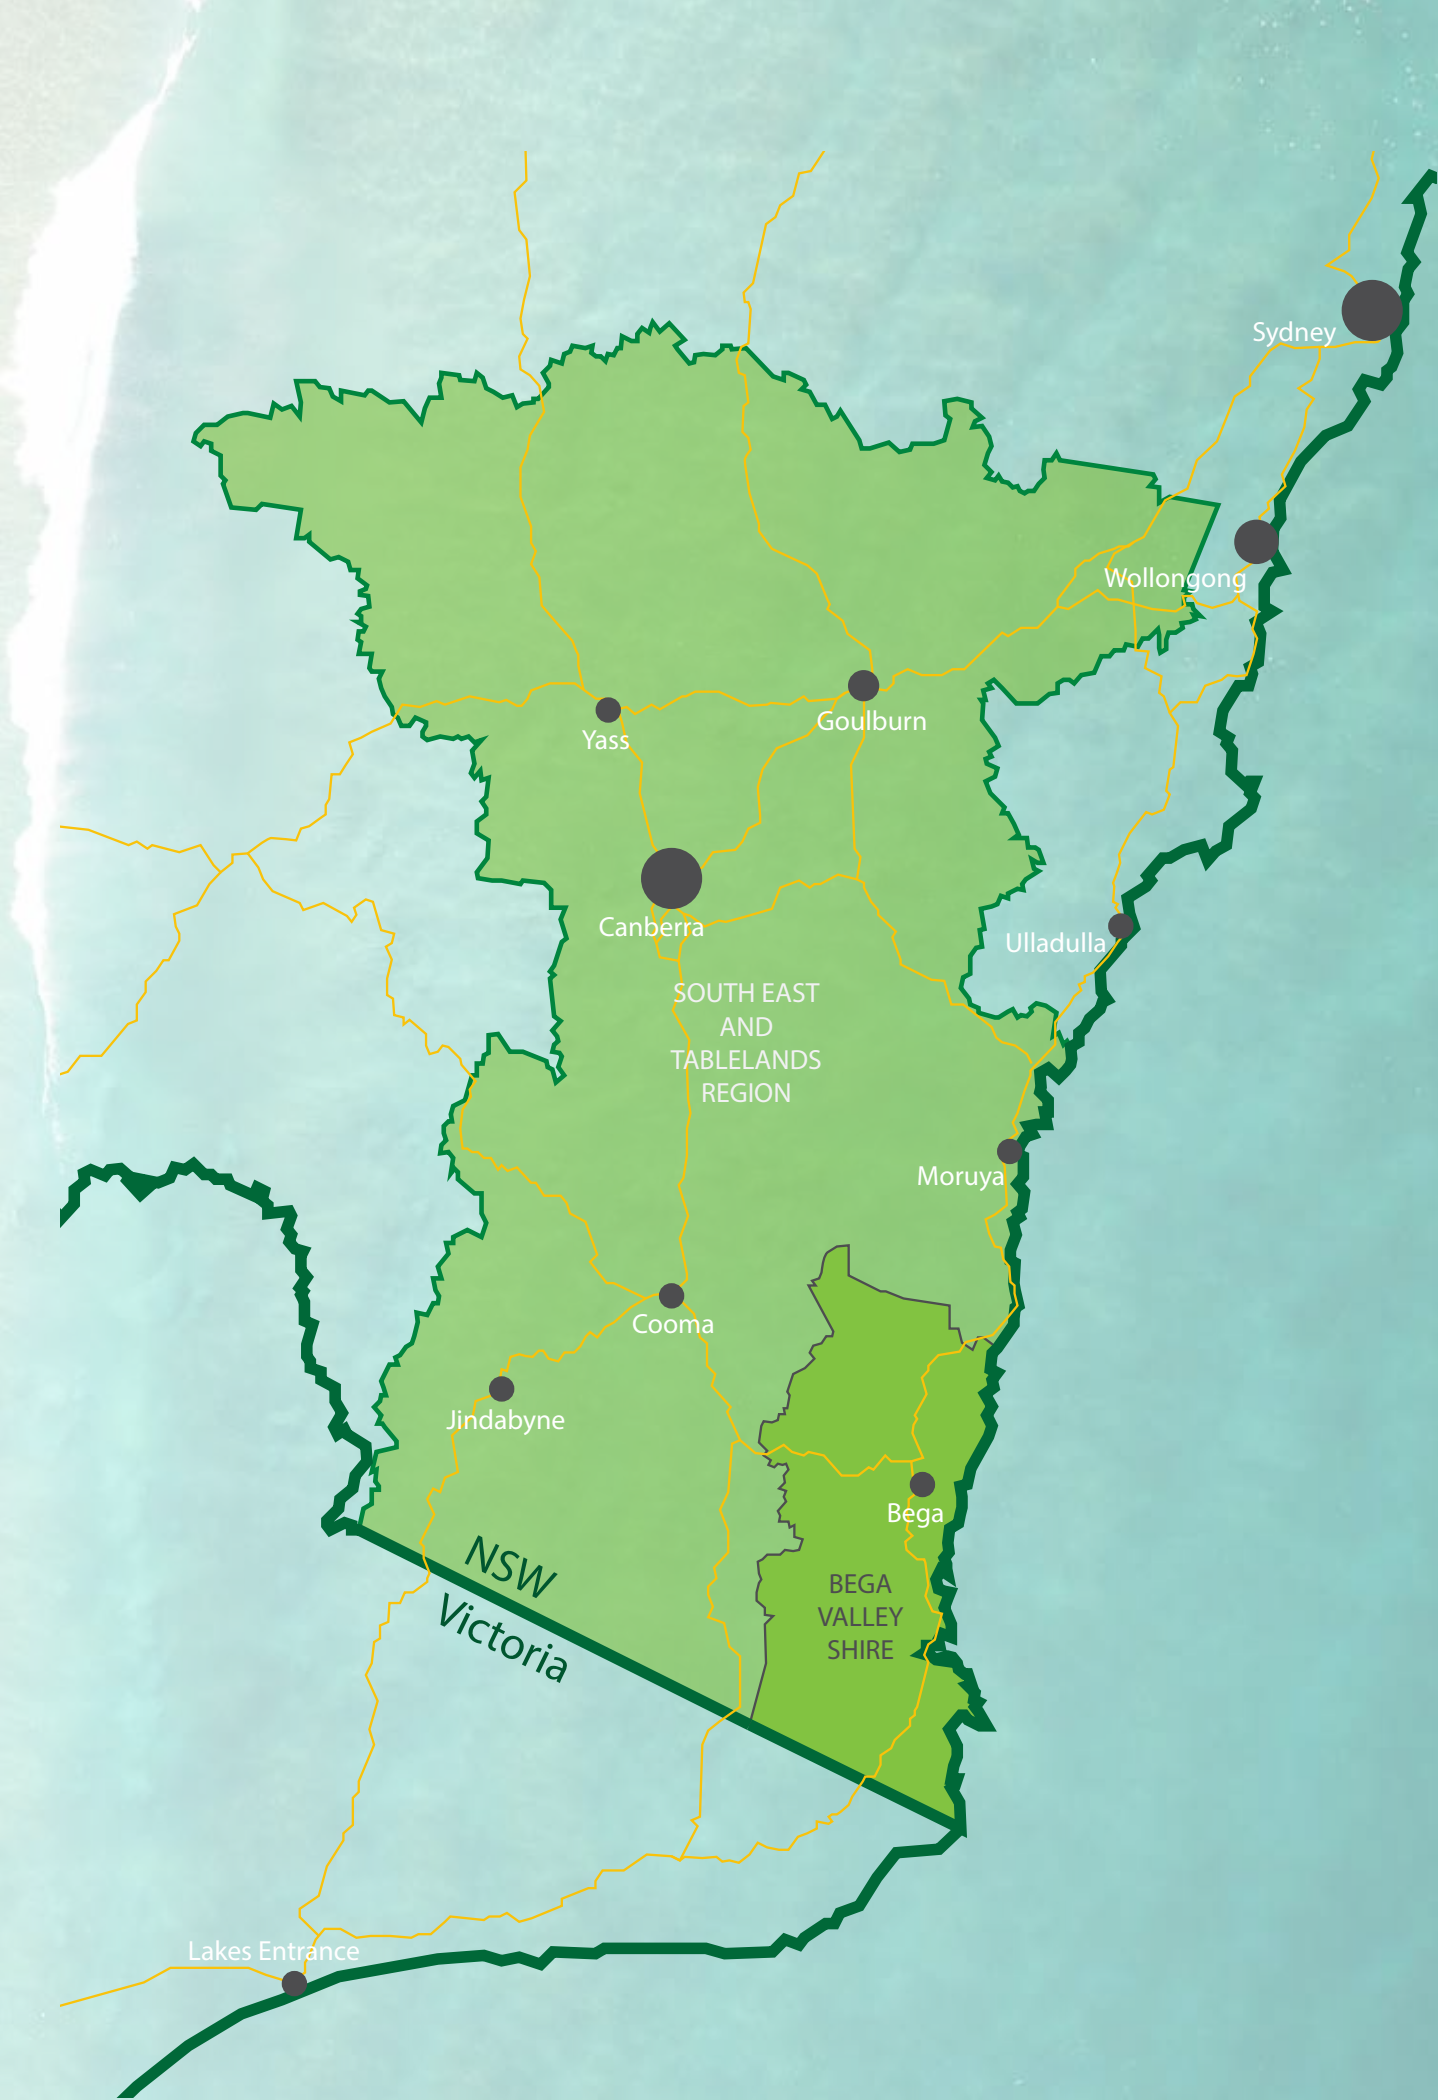 Sydney
Wollongong
Goulburn
Yass
Canberra
Ulladulla
SOUTH EAST
AND
TABLELANDS
REGION
Moruya
Cooma
Jindabyne
Bega
NSW
Victoria
BEGA
VALLEY
SHIRE
Lakes Entrance